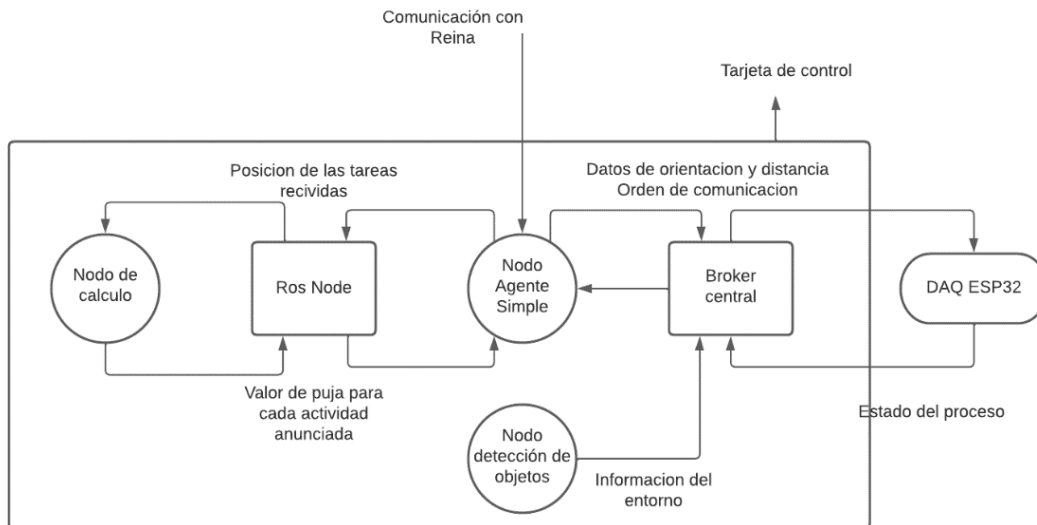 Comunicación con
Reina
Tarjeta de control
Posicion de las tareas
recividas
Datos de orientacion y distancia
Orden de comunicacion
Nodo de
calculo
Ros Node
Nodo
Agente
Simple
Broker
central
DAQ ESP32
Valor de puja para
cada actividad
anunciada
Estado del proceso
Nodo
detección de
objetos
Informacion del
entorno